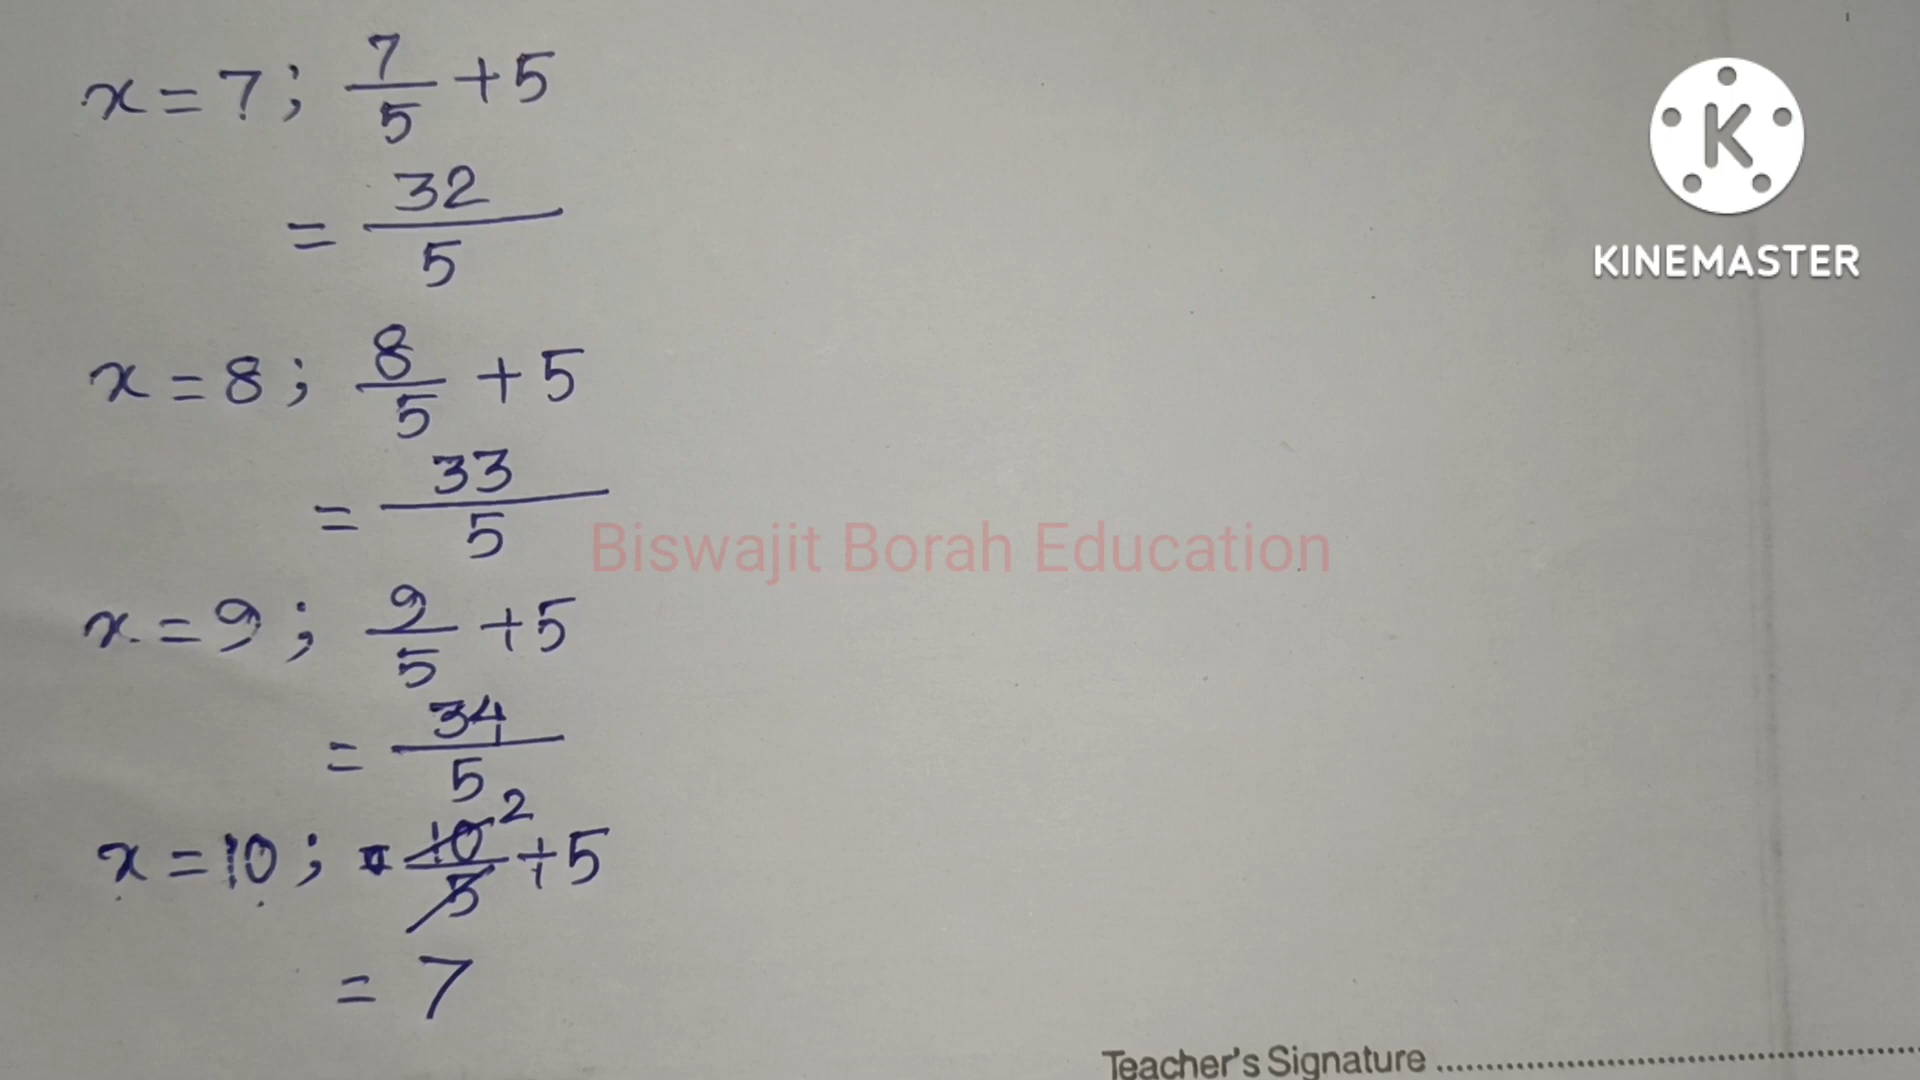 x = 7 ; 7/5 + 5
= 32/5
KINEMASTER
x = 8 ; 8/5 + 5
= 33/5
Biswajit Borah Education
x = 9 ; 9/5 + 5
= 34/5
x = 10 ; 10/5 2 + 5
= 7
Teacher's Signature ..........................